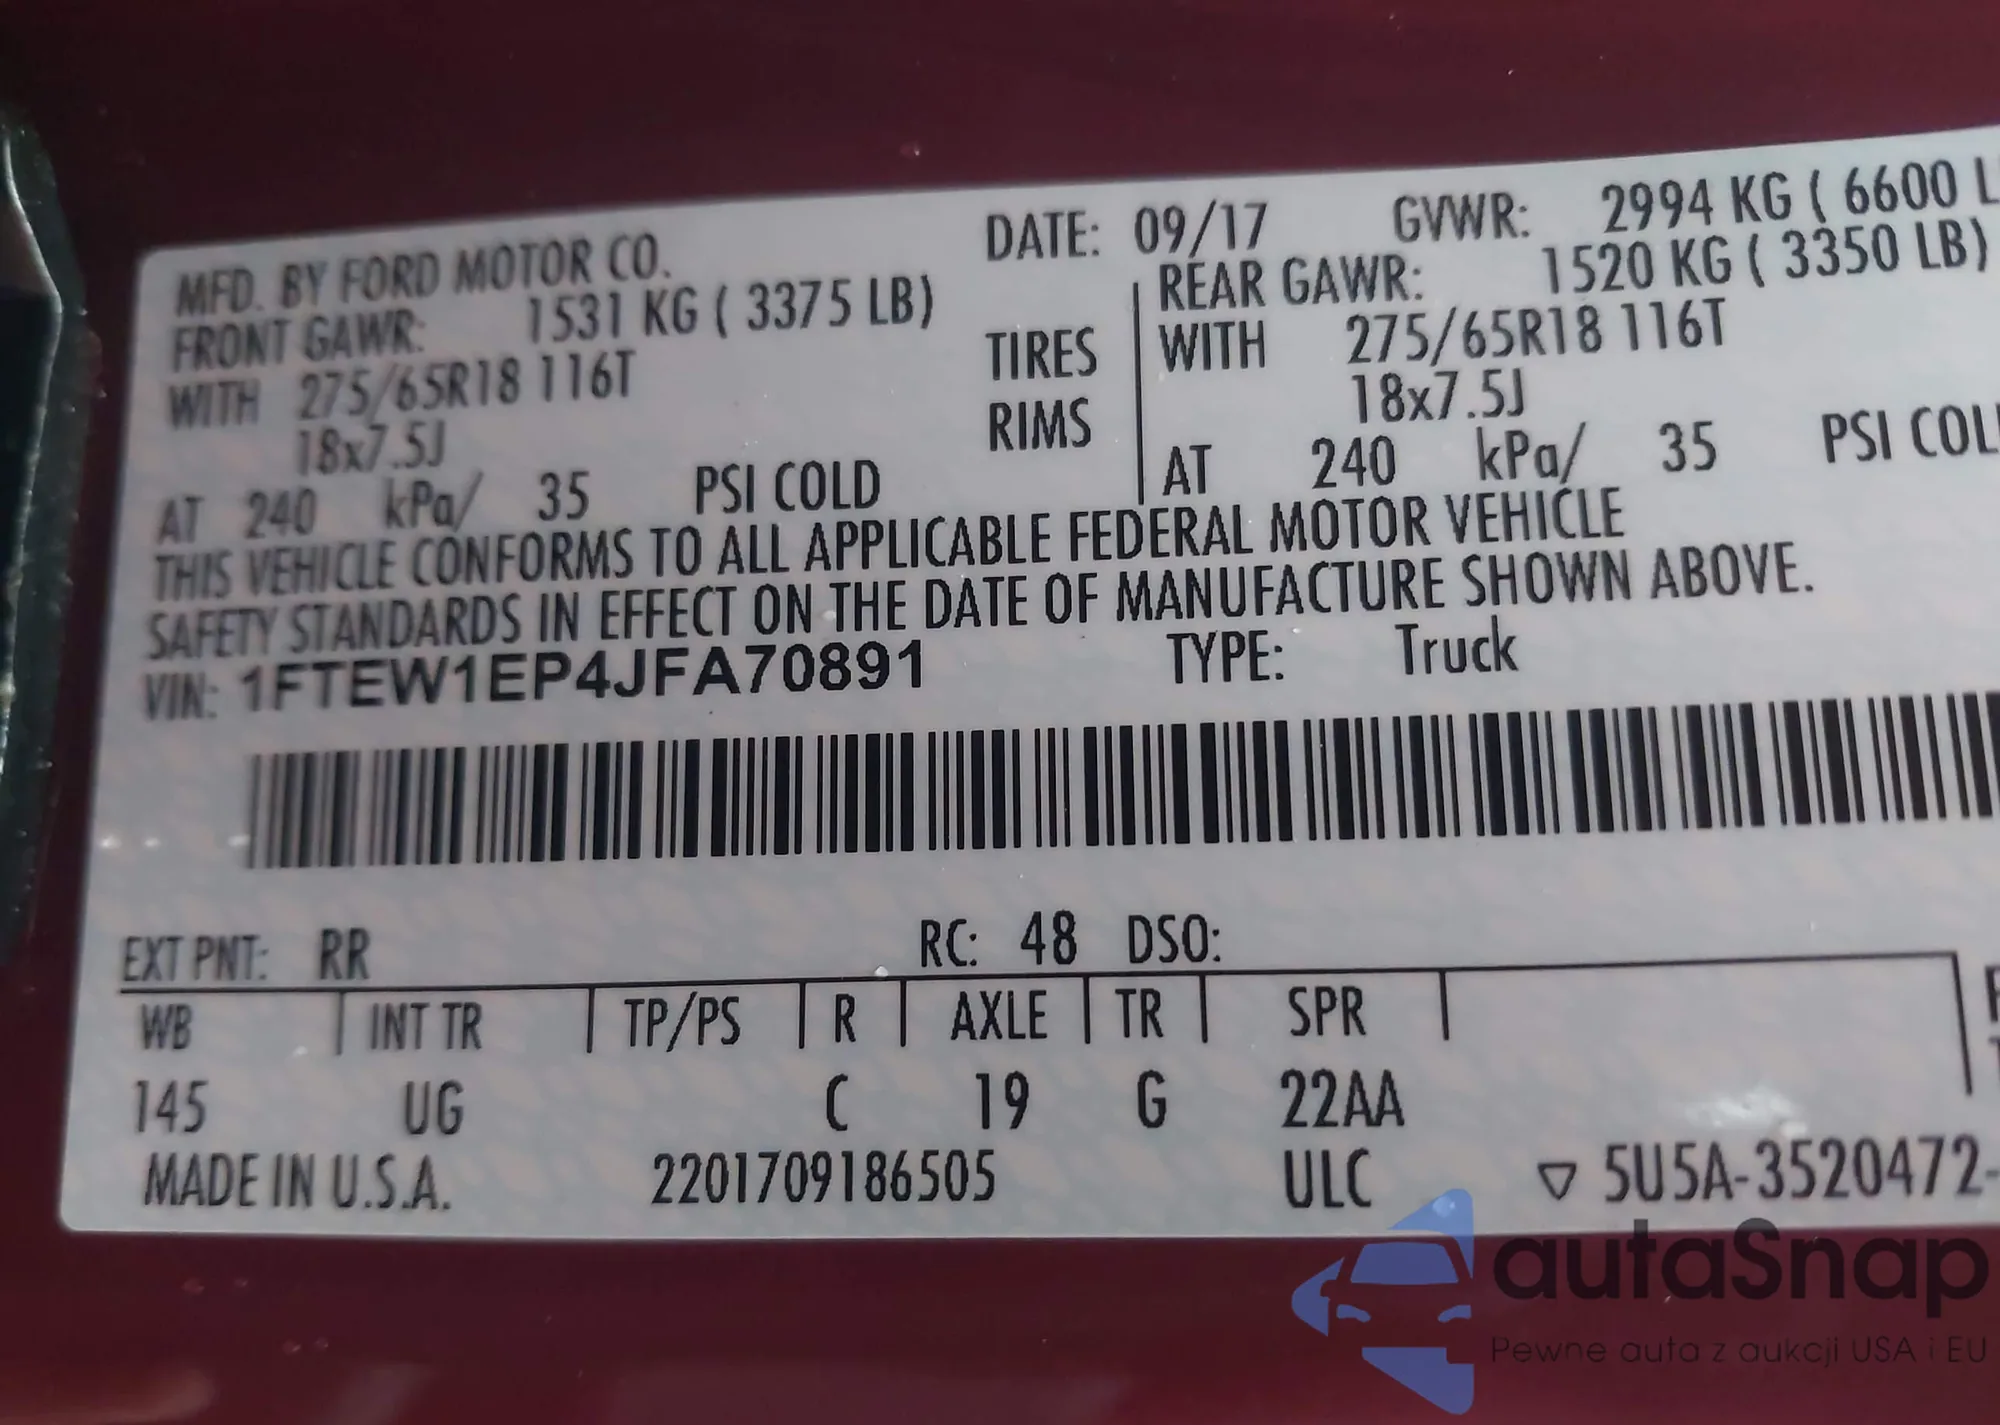 MFD. BY FORD MOTOR CO. DATE: 09/17 GVWR: 2994 KG ( 6600 L
FRONT GAWR: 1531 KG ( 3375 LB) REAR GAWR: 1520 KG ( 3350 LB)
WITH 275/65R18 116T TIRES WITH 275/65R18 116T
18x7.5J RIMS 18x7.5J
AT 240 kPa/ 35 PSI COLD AT 240 kPa/ 35 PSI COL
THIS VEHICLE CONFORMS TO ALL APPLICABLE FEDERAL MOTOR VEHICLE
SAFETY STANDARDS IN EFFECT ON THE DATE OF MANUFACTURE SHOWN ABOVE.
VIN: 1FTEW1EP4JFA70891 TYPE: Truck
EXT PNT: RR RC: 48 DSO:
WB INT TR TP/PS R AXLE TR SPR
145 UG C 19 G 22AA
MADE IN U.S.A. 2201709186505 ULC ▽ 5U5A-3520472-
autaSnap
Pewne auta z aukcji USA i EU